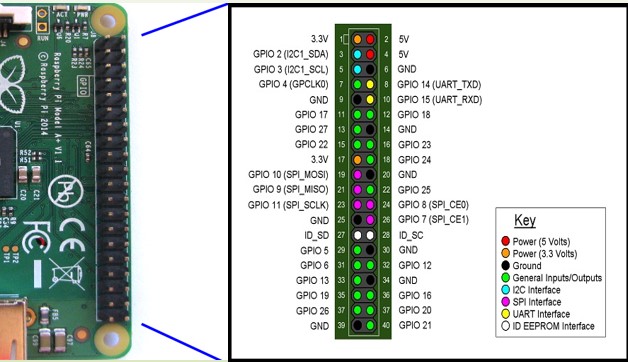 ACT PWR
RUN
J8
© Raspberry Pi 2014
Raspberry Pi Model A+ V1.1
GPIO
Pb
CE
FC
3.3V 1 2 5V
GPIO 2 (I2C1_SDA) 3 4 5V
GPIO 3 (I2C1_SCL) 5 6 GND
GPIO 4 (GPCLK0) 7 8 GPIO 14 (UART_TXD)
GND 9 10 GPIO 15 (UART_RXD)
GPIO 17 11 12 GPIO 18
GPIO 27 13 14 GND
GPIO 22 15 16 GPIO 23
3.3V 17 18 GPIO 24
GPIO 10 (SPI_MOSI) 19 20 GND
GPIO 9 (SPI_MISO) 21 22 GPIO 25
GPIO 11 (SPI_SCLK) 23 24 GPIO 8 (SPI_CE0)
GND 25 26 GPIO 7 (SPI_CE1)
ID_SD 27 28 ID_SC
GPIO 5 29 30 GND
GPIO 6 31 32 GPIO 12
GPIO 13 33 34 GND
GPIO 19 35 36 GPIO 16
GPIO 26 37 38 GPIO 20
GND 39 40 GPIO 21
Key
Power (5 Volts)
Power (3.3 Volts)
Ground
General Inputs/Outputs
I2C Interface
SPI Interface
UART Interface
ID EEPROM Interface